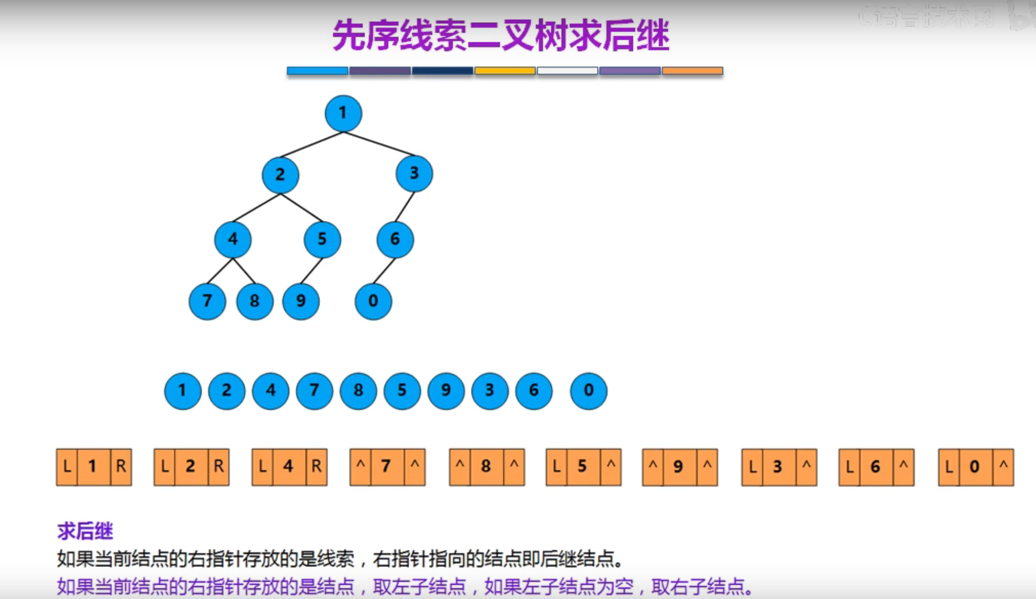 先序线索二叉树求后继
1
2 3
4 5 6
7 8 9 0
1 2 4 7 8 5 9 3 6 0
L 1 R L 2 R L 4 R ^ 7 ^ ^ 8 ^ L 5 ^ ^ 9 ^ L 3 ^ L 6 ^ L 0 ^
求后继
如果当前结点的右指针存放的是线索，右指针指向的结点即后继结点。
如果当前结点的右指针存放的是结点，取左子结点，如果左子结点为空，取右子结点。